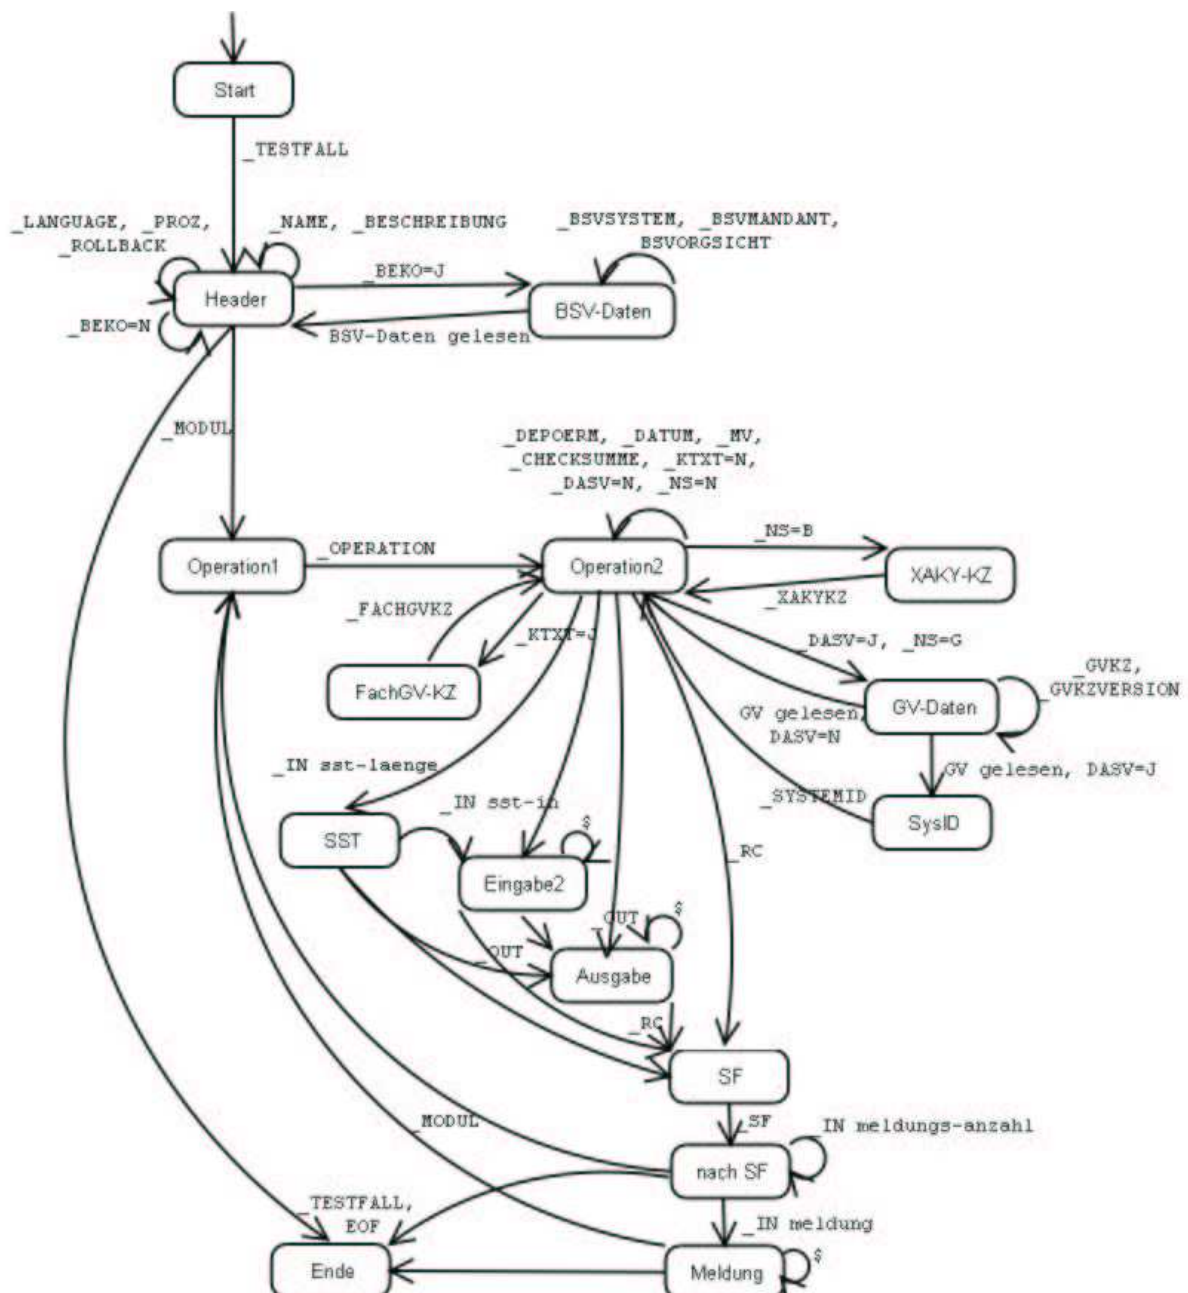 Start
_TESTFALL
_LANGUAGE, _PROZ,
_ROLLBACK
_NAME, _BESCHREIBUNG
_BSVSYSTEM, _BSVMANDANT,
BSVORGSICHT
_BEKO=J
Header
BSV-Daten
_BEKO=N
BSV-Daten gelesen
_MODUL
_DEPOERM, _DATUM, _MV,
_CHECKSUMME, _KTXT=N,
_DASV=N, _NS=N
_NS=B
_OPERATION
Operation1
Operation2
XAKY-KZ
_XAKYKZ
_FACHGVKZ
_KTXT=J
_DASV=J, _NS=G
_GVKZ,
_GVKZVERSION
FachGV-KZ
GV-Daten
GV gelesen,
DASV=N
_IN sst-laenge
GV gelesen, DASV=J
_SYSTEMID
_IN sst-in
SysID
SST
$
_RC
Eingabe2
_OUT
$
_OUT
Ausgabe
_RC
SF
_SF
_MODUL
_IN meldungs-anzahl
nach SF
_TESTFALL,
EOF
_IN meldung
Ende
Meldung
$